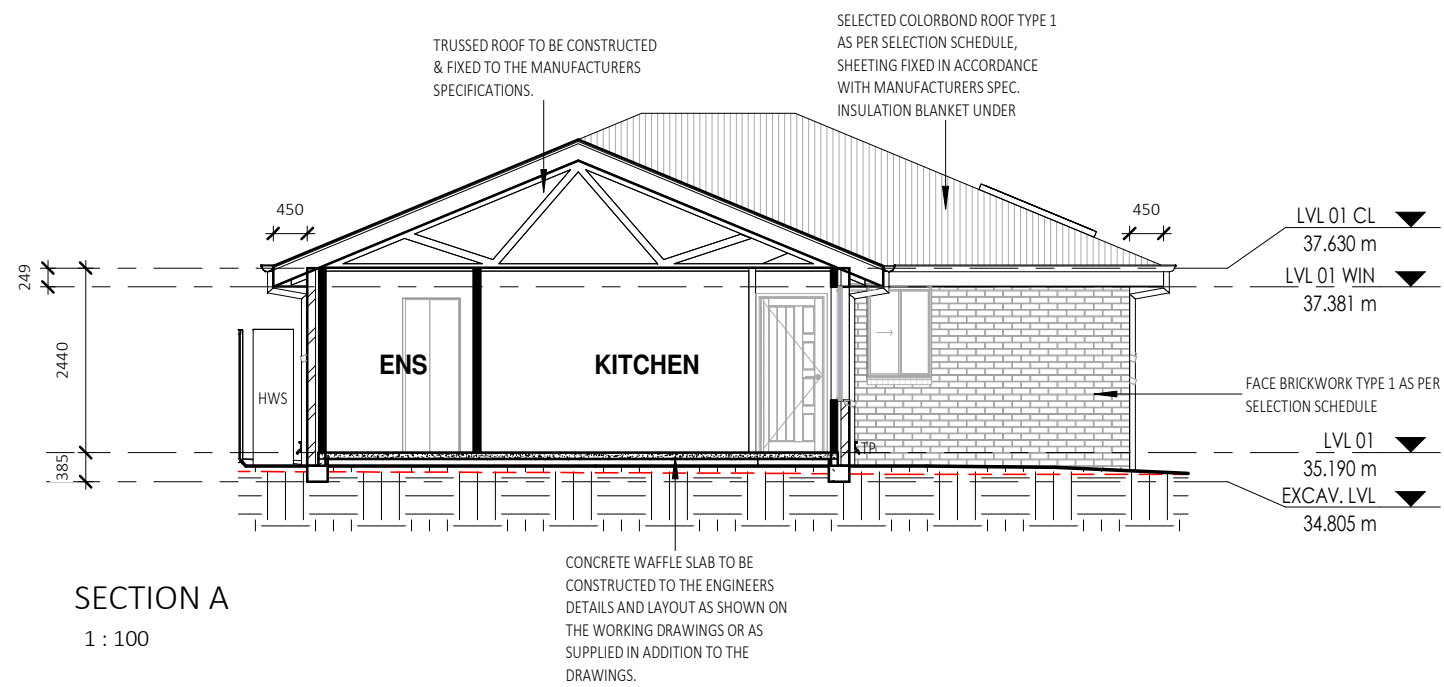 SELECTED COLORBOND ROOF TYPE 1
AS PER SELECTION SCHEDULE,
SHEETING FIXED IN ACCORDANCE
WITH MANUFACTURERS SPEC.
INSULATION BLANKET UNDER
TRUSSED ROOF TO BE CONSTRUCTED
& FIXED TO THE MANUFACTURERS
SPECIFICATIONS.
450
450
LVL 01 CL
37.630 m
249
LVL 01 WIN
37.381 m
2440
ENS
KITCHEN
HWS
FACE BRICKWORK TYPE 1 AS PER
SELECTION SCHEDULE
TP
LVL 01
35.190 m
385
EXCAV. LVL
34.805 m
CONCRETE WAFFLE SLAB TO BE
CONSTRUCTED TO THE ENGINEERS
DETAILS AND LAYOUT AS SHOWN ON
THE WORKING DRAWINGS OR AS
SUPPLIED IN ADDITION TO THE
DRAWINGS.
SECTION A
1 : 100